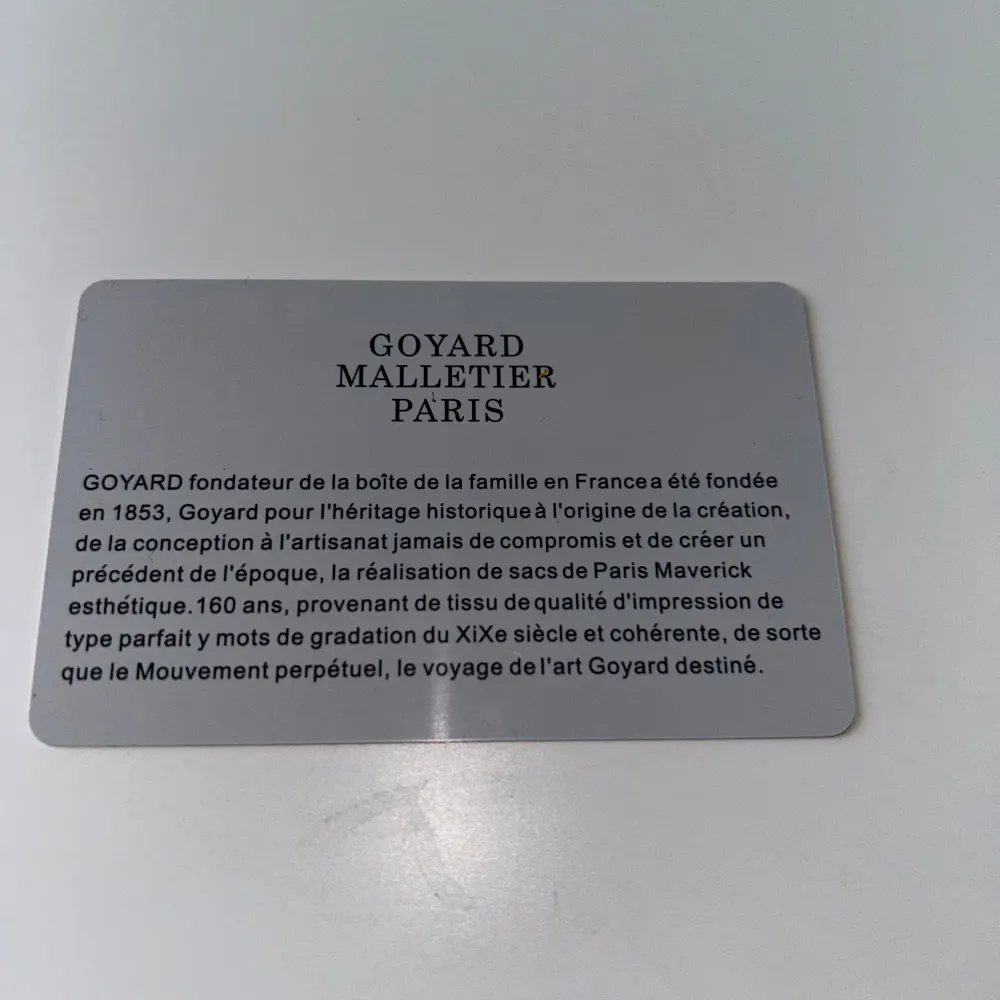 GOYARD
MALLETIER
PARIS
GOYARD fondateur de la boîte de la famille en France a été fondée
en 1853, Goyard pour l'héritage historique à l'origine de la création,
de la conception à l'artisanat jamais de compromis et de créer un
précédent de l'époque, la réalisation de sacs de Paris Maverick
esthétique.160 ans, provenant de tissu de qualité d'impression de
type parfait y mots de gradation du XiXe siècle et cohérente, de sorte
que le Mouvement perpétuel, le voyage de l'art Goyard destiné.